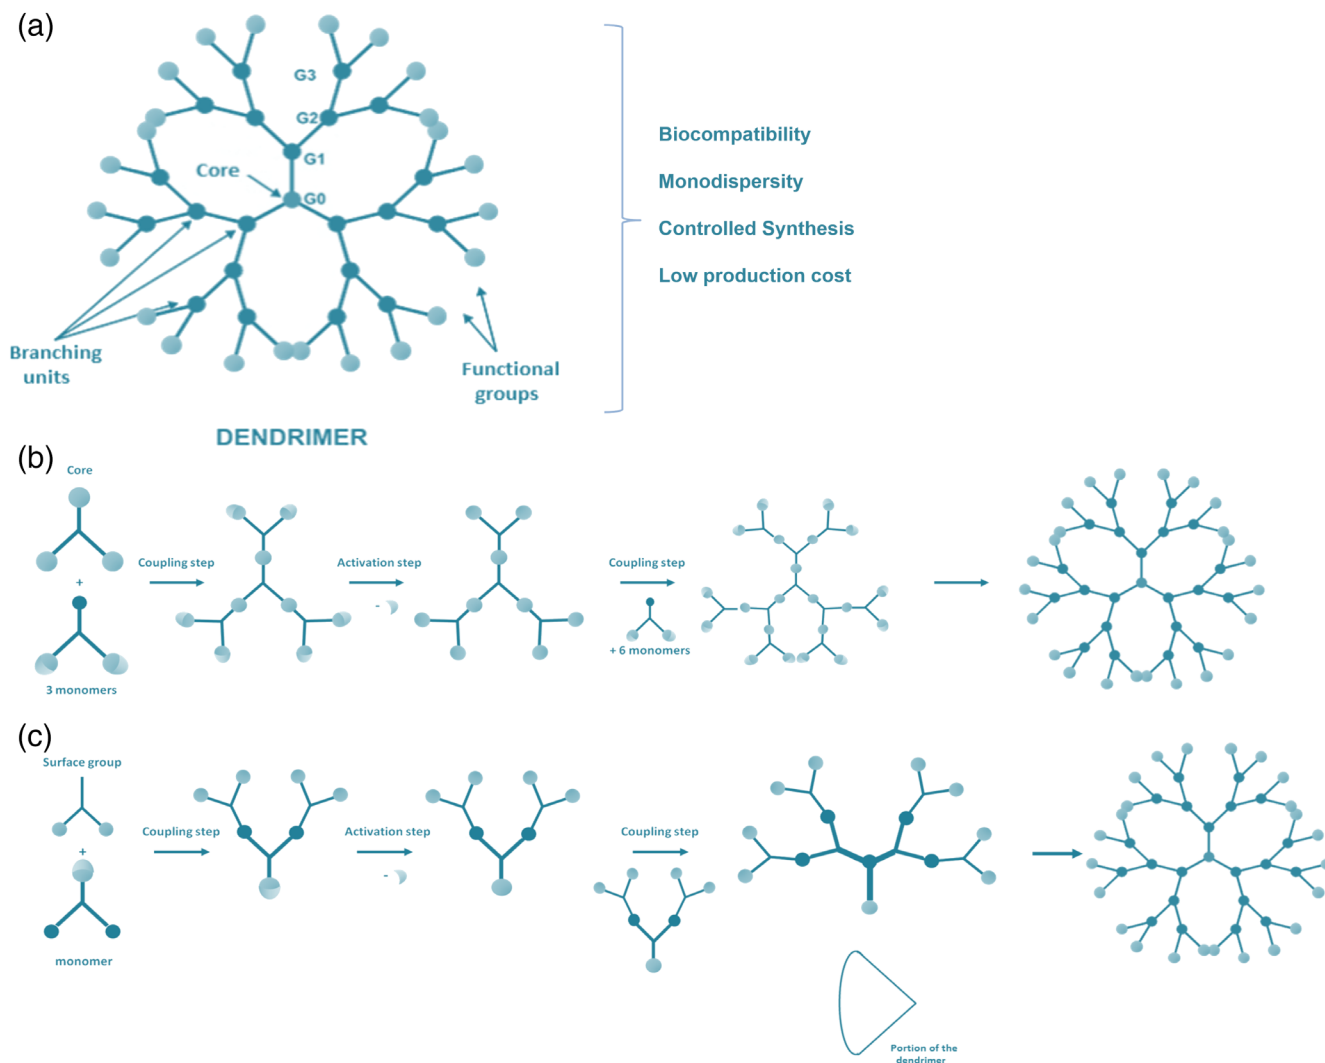 (a)
G3
G2
G1
Core
G0
Branching
units
Functional
groups
DENDRIMER
Biocompatibility
Monodispersity
Controlled Synthesis
Low production cost
(b)
Core
+
3 monomers
Coupling step
Activation step
-
Coupling step
+ 6 monomers
(c)
Surface group
+
monomer
Coupling step
Activation step
-
Coupling step
Portion of the
dendrimer